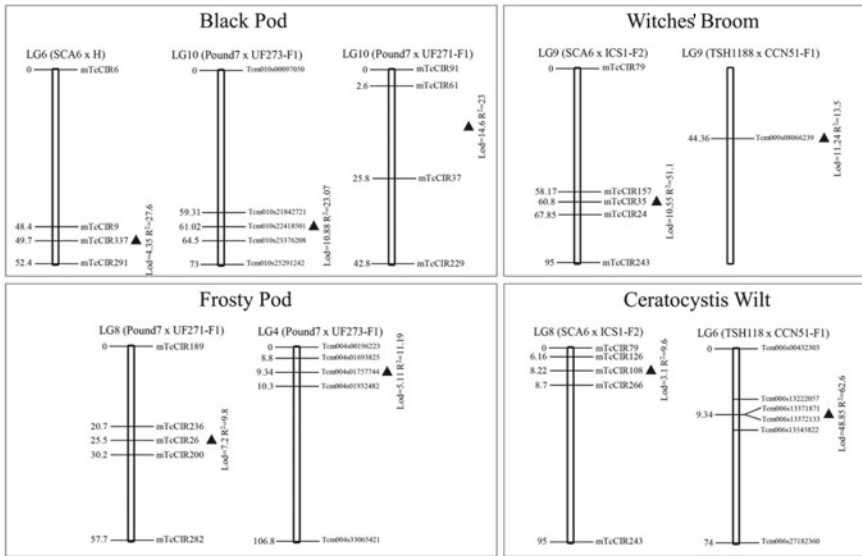 Black Pod
LG6 (SCA6 x H)
0 mTcCIR6
48.4 mTcCIR9
49.7 mTcCIR337
52.4 mTcCIR291
Lod=4.35 R²=27.6
LG10 (Pound7 x UF273-F1)
0 Tcm010s00097050
59.31 Tcm010s21842721
61.02 Tcm010s22418501
64.5 Tcm010s23376208
73 Tcm010s25291242
Lod=10.88 R²=23.07
LG10 (Pound7 x UF271-F1)
0 mTcCIR91
2.6 mTcCIR61
25.8 mTcCIR37
42.8 mTcCIR229
Lod=14.6 R²=23
Witches' Broom
LG9 (SCA6 x ICS1-F2)
0 mTcCIR79
58.17 mTcCIR157
60.8 mTcCIR35
67.85 mTcCIR24
95 mTcCIR243
Lod=10.55 R²=51.1
LG9 (TSH1188 x CCN51-F1)
44.36 Tcm009s08066239
Lod=11.24 R²=13.5
Frosty Pod
LG8 (Pound7 x UF271-F1)
0 mTcCIR189
20.7 mTcCIR236
25.5 mTcCIR26
30.2 mTcCIR200
57.7 mTcCIR282
Lod=7.2 R²=9.8
LG4 (Pound7 x UF273-F1)
0 Tcm004s00196223
8.8 Tcm004s01693825
9.34 Tcm004s01757744
10.3 Tcm004s01932482
106.8 Tcm004s33063421
Lod=5.11 R²=11.19
Ceratocystis Wilt
LG8 (SCA6 x ICS1-F2)
0 mTcCIR79
6.16 mTcCIR126
8.22 mTcCIR108
8.7 mTcCIR266
95 mTcCIR243
Lod=3.1 R²=9.6
LG6 (TSH118 x CCN51-F1)
0 Tcm006s00432303
Tcm006s13222057
9.34 Tcm006s13371871
Tcm006s13372133
Tcm006s13545822
74 Tcm006s27182360
Lod=48.85 R²=62.6